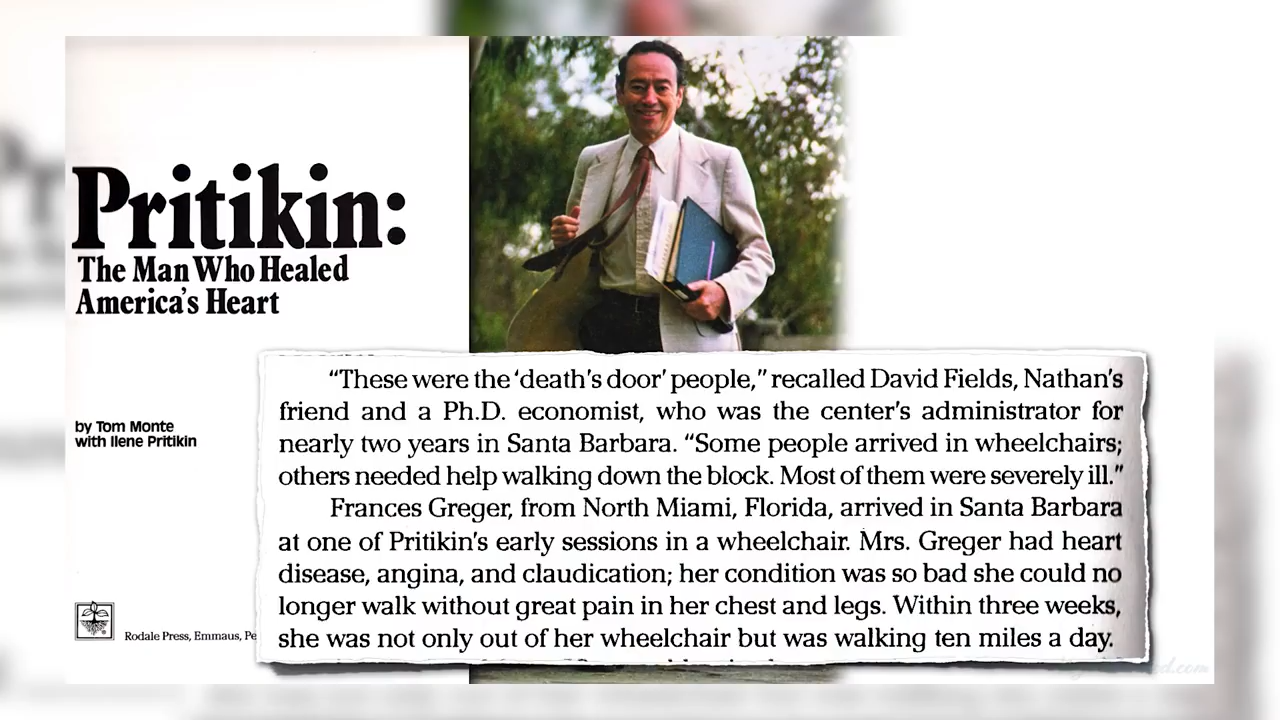 Pritikin:
The Man Who Healed
America's Heart
by Tom Monte
with Ilene Pritikin
Rodale Press, Emmaus,
“These were the ‘death’s door’ people,” recalled David Fields, Nathan’s
friend and a Ph.D. economist, who was the center’s administrator for
nearly two years in Santa Barbara. “Some people arrived in wheelchairs;
others needed help walking down the block. Most of them were severely ill.”
Frances Greger, from North Miami, Florida, arrived in Santa Barbara
at one of Pritikin’s early sessions in a wheelchair. Mrs. Greger had heart
disease, angina, and claudication; her condition was so bad she could no
longer walk without great pain in her chest and legs. Within three weeks,
she was not only out of her wheelchair but was walking ten miles a day.